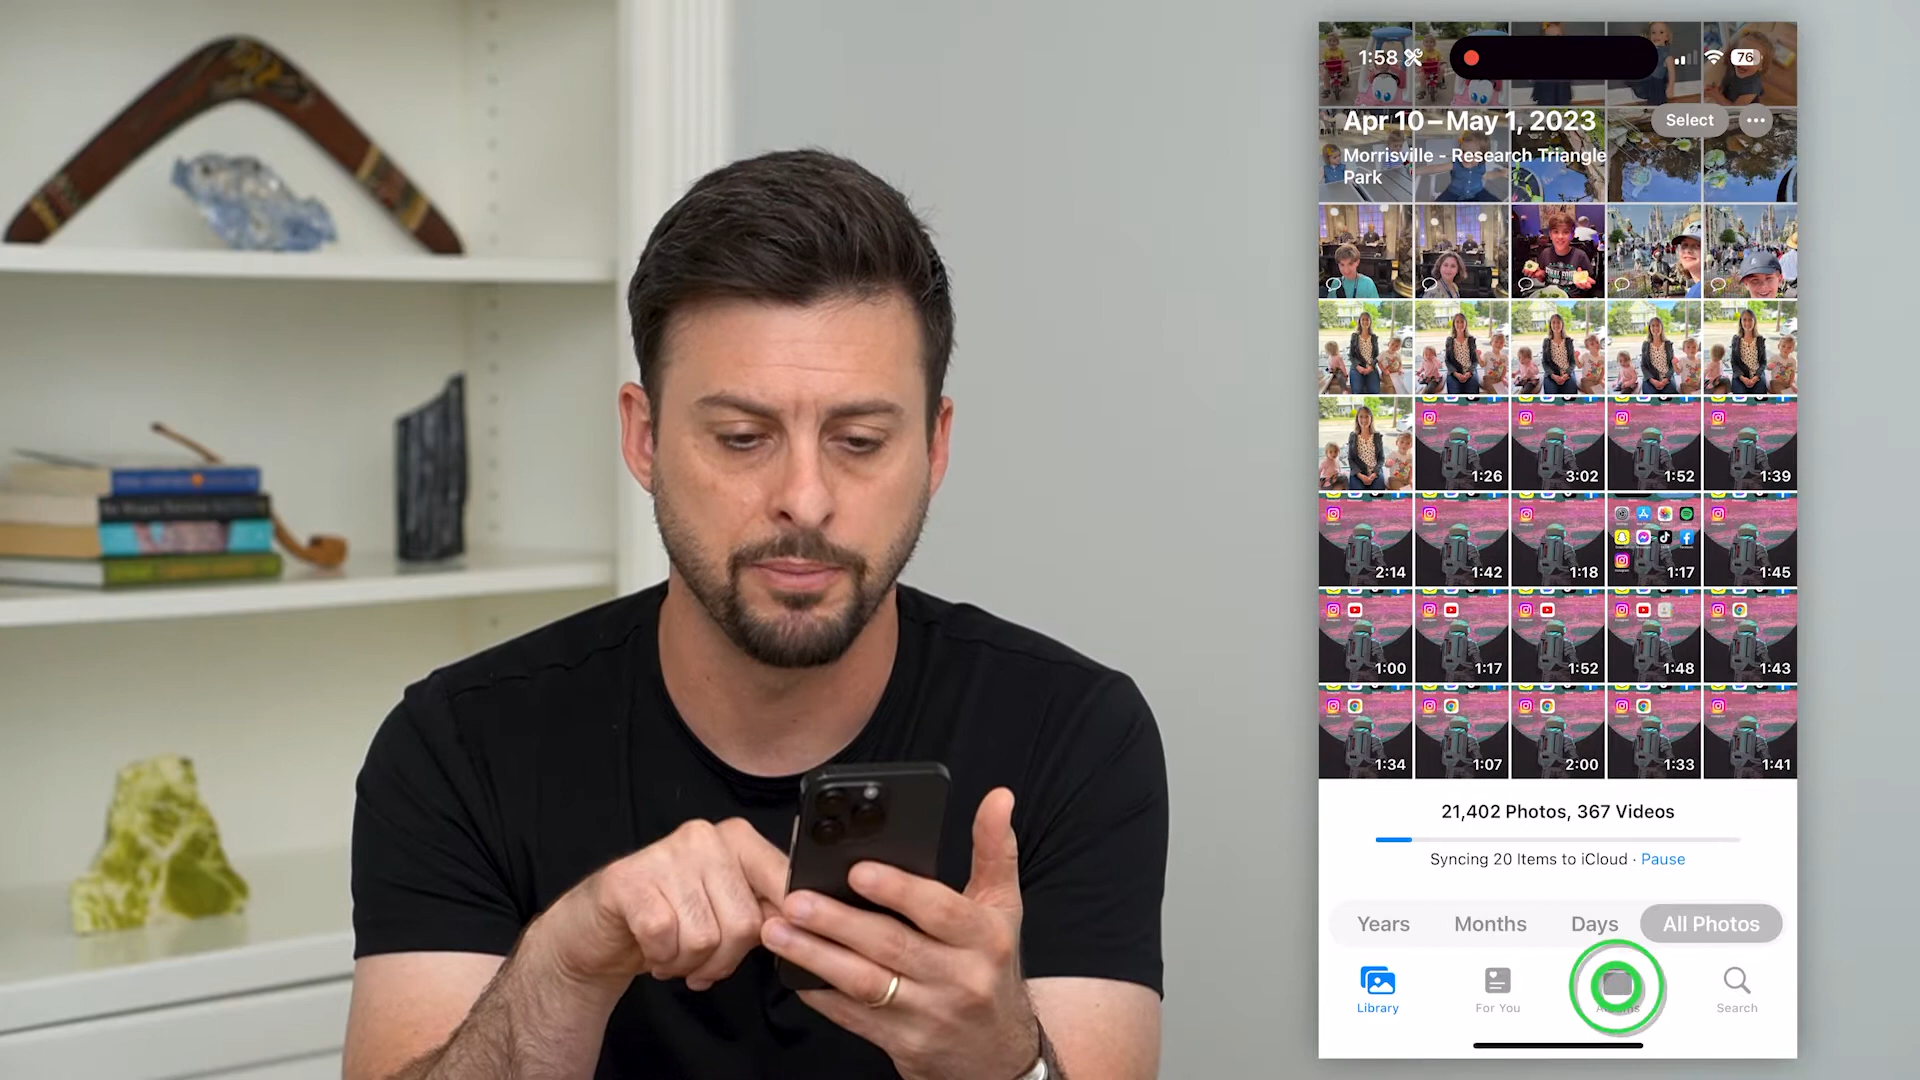 1:58
76
Apr 10–May 1, 2023
Select
Morrisville - Research Triangle
Park
1:26
3:02
1:52
1:39
2:14
1:42
1:18
1:17
1:45
1:00
1:17
1:52
1:48
1:43
1:34
1:07
2:00
1:33
1:41
21,402 Photos, 367 Videos
Syncing 20 Items to iCloud · Pause
Years
Months
Days
All Photos
Library
For You
Search